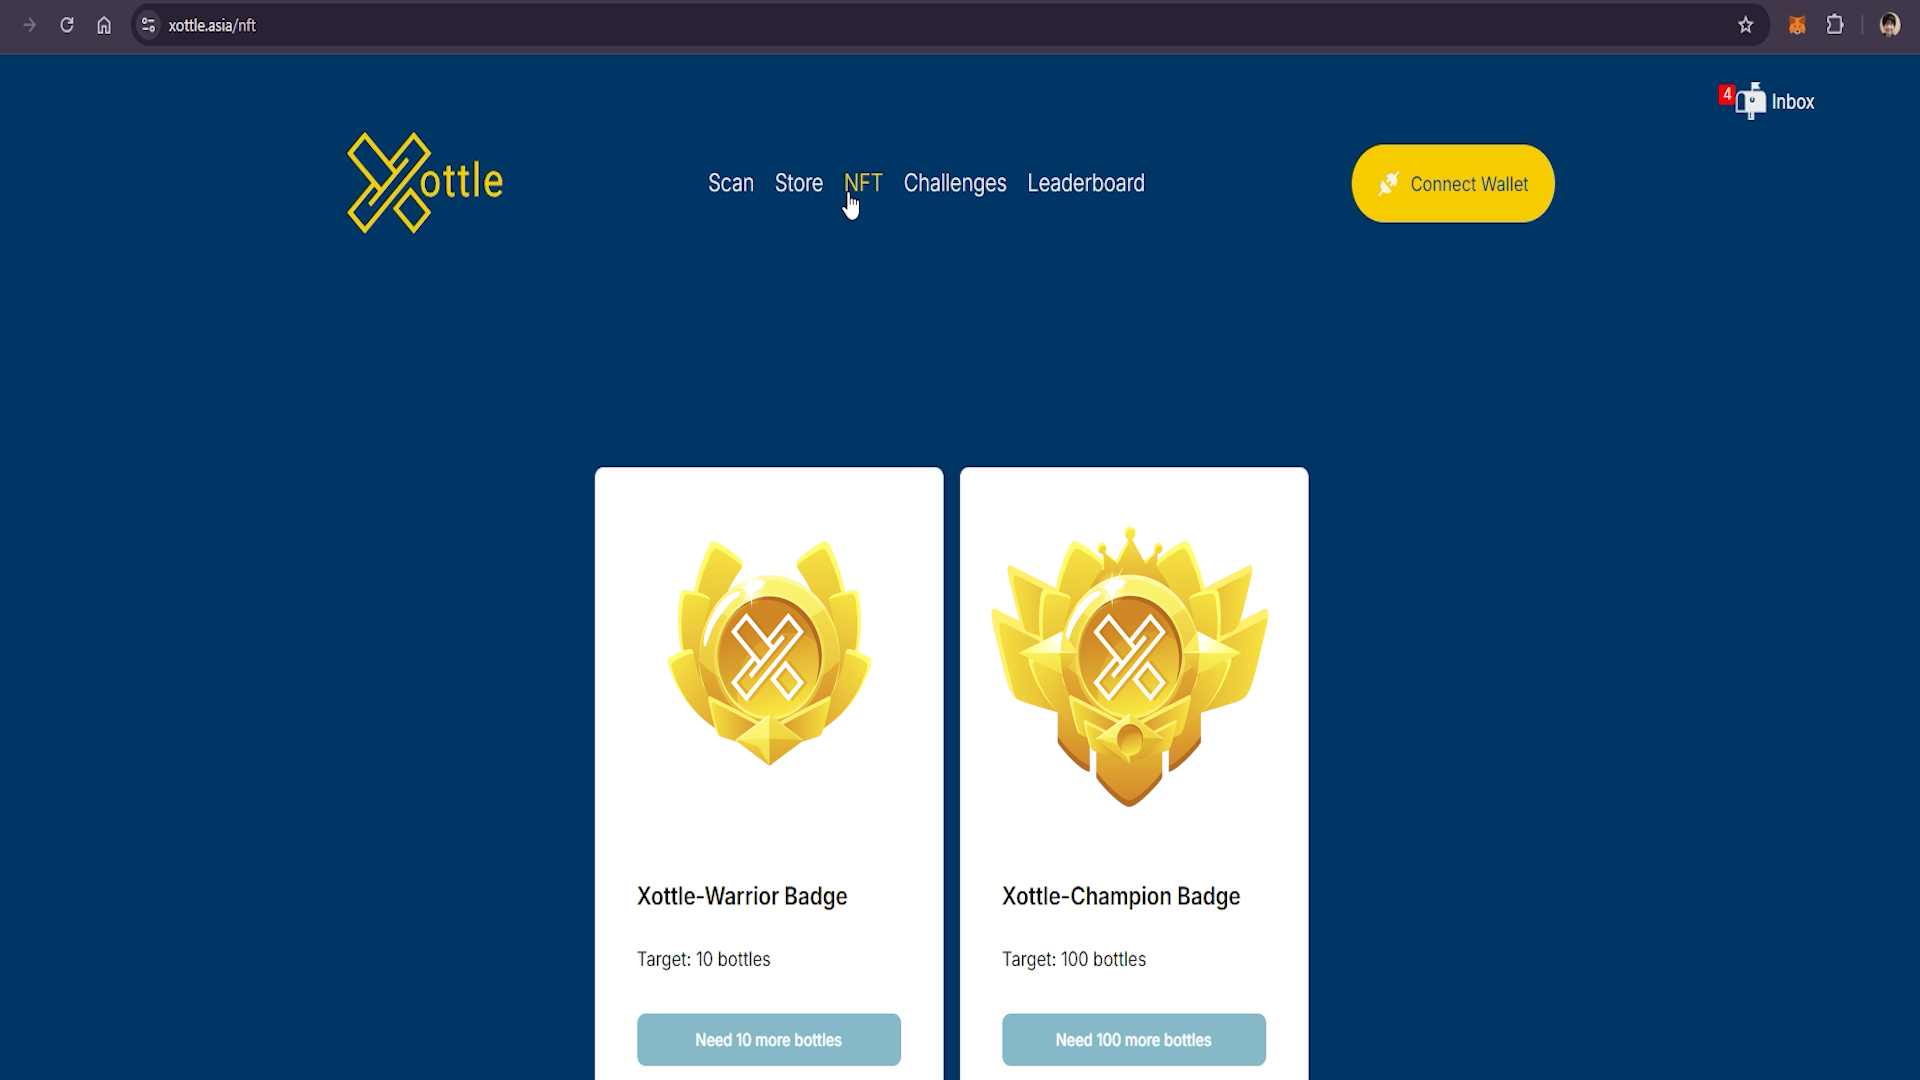 xottle.asia/nft
4 Inbox
Xottle
Scan Store NFT Challenges Leaderboard
Connect Wallet
Xottle-Warrior Badge
Target: 10 bottles
Need 10 more bottles
Xottle-Champion Badge
Target: 100 bottles
Need 100 more bottles